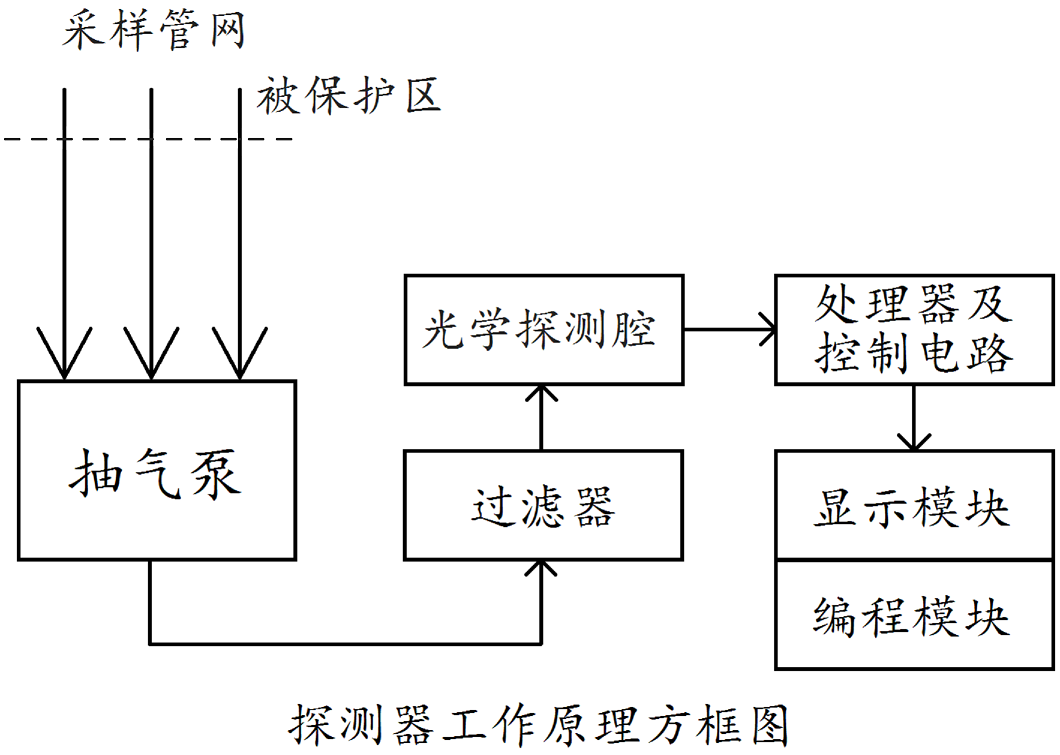 采样管网
被保护区
光学探测腔
处理器及
控制电路
抽气泵
过滤器
显示模块
编程模块
探测器工作原理方框图